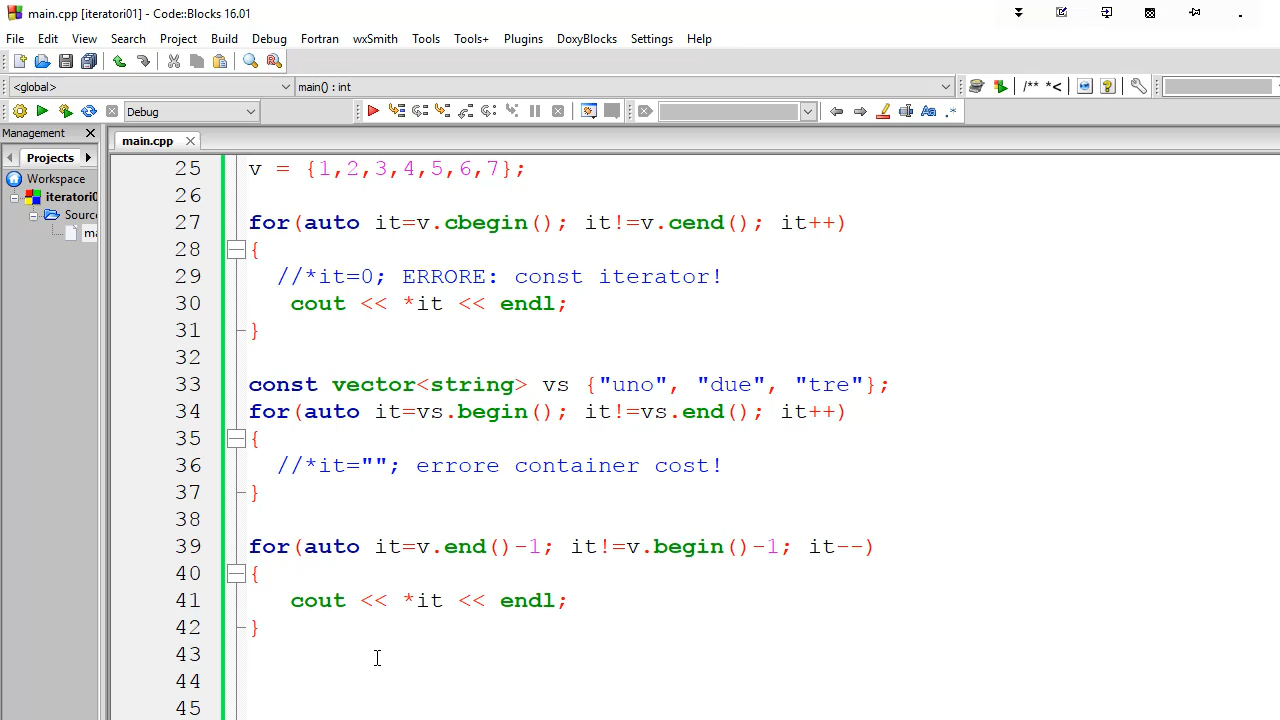 main.cpp [iteratori01] - Code::Blocks 16.01
File Edit View Search Project Build Debug Fortran wxSmith Tools Tools+ Plugins DoxyBlocks Settings Help
<global> main() : int /** *<
Debug Aa .*
Management
main.cpp
Projects
Workspace
iteratori0
Sourc
ma
25 v = {1,2,3,4,5,6,7};
26
27 for(auto it=v.cbegin(); it!=v.cend(); it++)
28 {
29 //*it=0; ERRORE: const iterator!
30 cout << *it << endl;
31 }
32
33 const vector<string> vs {"uno", "due", "tre"};
34 for(auto it=vs.begin(); it!=vs.end(); it++)
35 {
36 //*it=""; errore container cost!
37 }
38
39 for(auto it=v.end()-1; it!=v.begin()-1; it--)
40 {
41 cout << *it << endl;
42 }
43
44
45